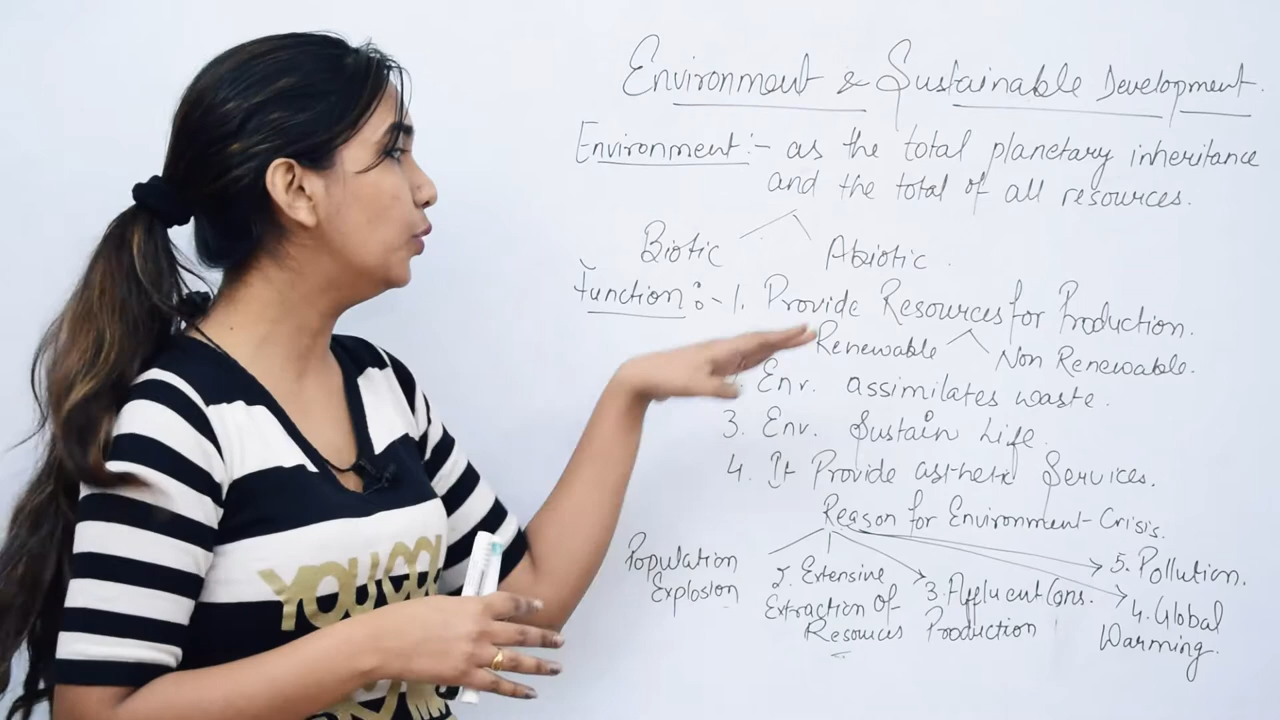 Environment & Sustainable Development.
Environment :- as the total planetary inheritance
and the total of all resources.
Biotic Abiotic.
Function :- 1. Provide Resources for Production.
Renewable Non Renewable.
Env. assimilates waste.
3. Env. Sustain Life.
4. It Provide asthetic Services.
Reason for Environment-Crisis.
Population
Explosion
2. Extensive
Extraction Of
Resources
3. Affluent Cons.
Production
5. Pollution.
4. Global
Warming.
YOU COU